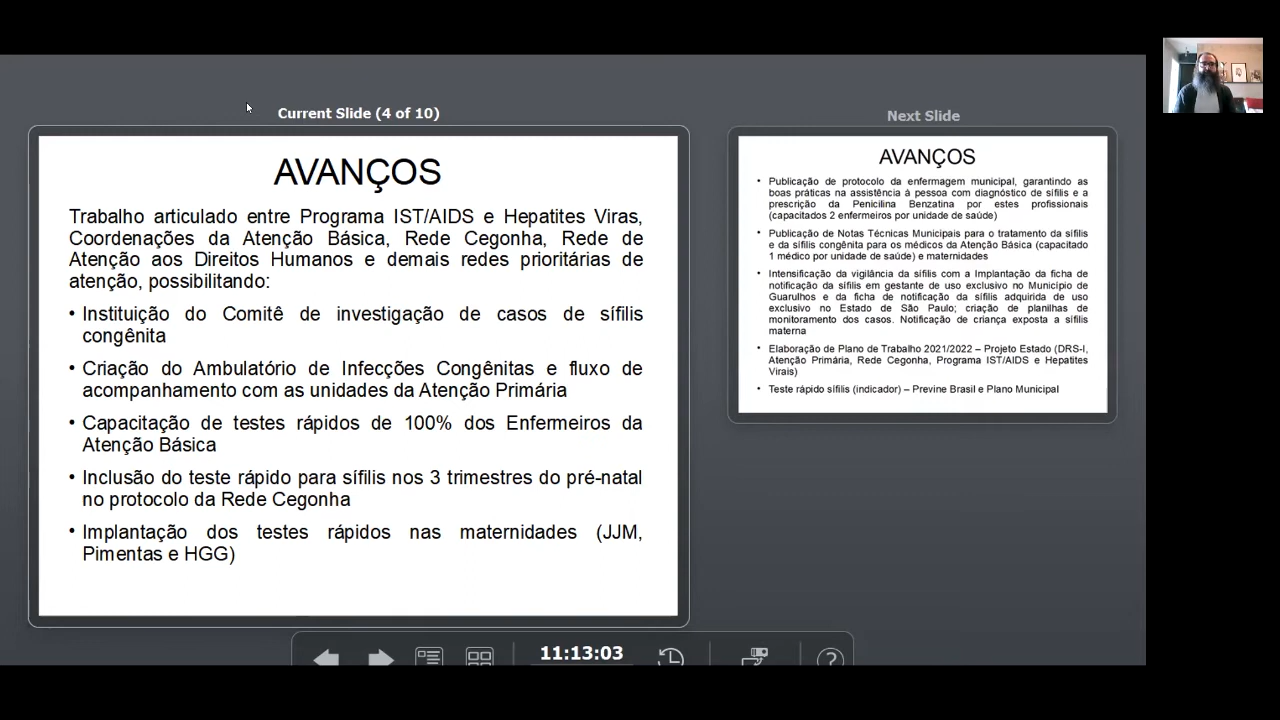 Current Slide (4 of 10)
AVANÇOS
Trabalho articulado entre Programa IST/AIDS e Hepatites Viras,
Coordenações da Atenção Básica, Rede Cegonha, Rede de
Atenção aos Direitos Humanos e demais redes prioritárias de
atenção, possibilitando:
• Instituição do Comitê de investigação de casos de sífilis
congênita
• Criação do Ambulatório de Infecções Congênitas e fluxo de
acompanhamento com as unidades da Atenção Primária
• Capacitação de testes rápidos de 100% dos Enfermeiros da
Atenção Básica
• Inclusão do teste rápido para sífilis nos 3 trimestres do pré-natal
no protocolo da Rede Cegonha
• Implantação dos testes rápidos nas maternidades (JJM,
Pimentas e HGG)
Next Slide
AVANÇOS
• Publicação de protocolo da enfermagem municipal, garantindo as
boas práticas na assistência à pessoa com diagnóstico de sífilis e a
prescrição da Penicilina Benzatina por estes profissionais
(capacitados 2 enfermeiros por unidade de saúde)
• Publicação de Notas Técnicas Municipais para o tratamento da sífilis
e da sífilis congênita para os médicos da Atenção Básica (capacitado
1 médico por unidade de saúde) e maternidades
• Intensificação da vigilância da sífilis com a Implantação da ficha de
notificação da sífilis em gestante de uso exclusivo no Município de
Guarulhos e da ficha de notificação da sífilis adquirida de uso
exclusivo no Estado de São Paulo; criação de planilhas de
monitoramento dos casos. Notificação de criança exposta a sífilis
materna
• Elaboração de Plano de Trabalho 2021/2022 – Projeto Estado (DRS-I,
Atenção Primária, Rede Cegonha, Programa IST/AIDS e Hepatites
Virais)
• Teste rápido sífilis (indicador) – Previne Brasil e Plano Municipal
11:13:03
?